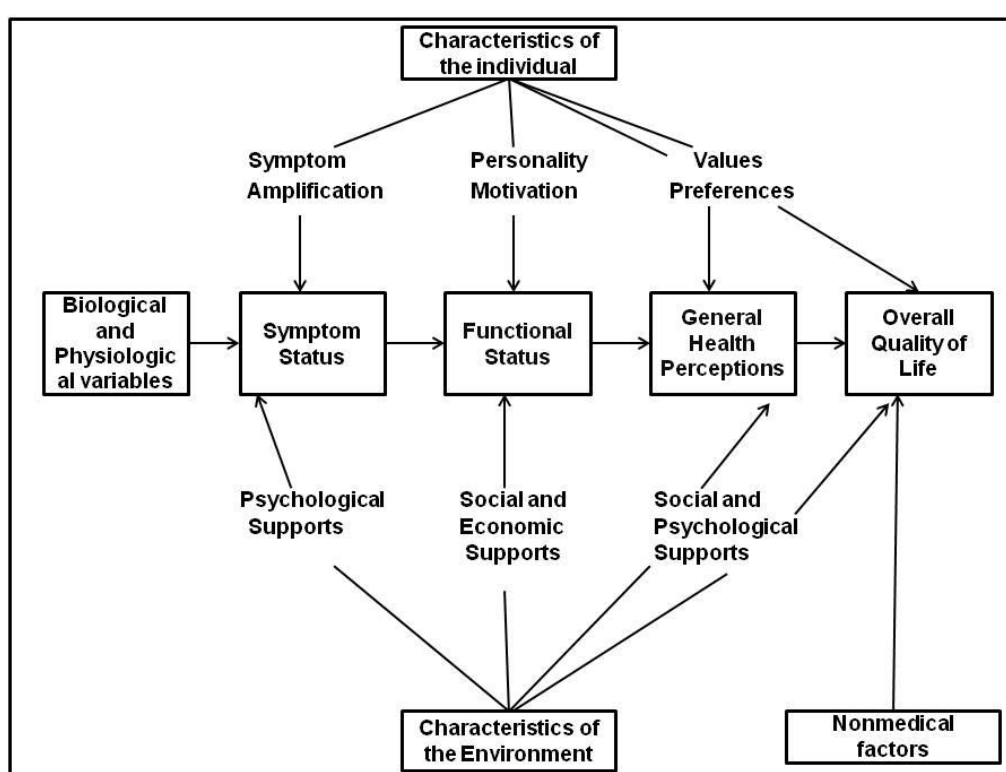 Characteristics of
the individual
Symptom
Amplification
Personality
Motivation
Values
Preferences
Biological
and
Physiologic
al variables
Symptom
Status
Functional
Status
General
Health
Perceptions
Overall
Quality of
Life
Psychological
Supports
Social and
Economic
Supports
Social and
Psychological
Supports
Characteristics of
the Environment
Nonmedical
factors